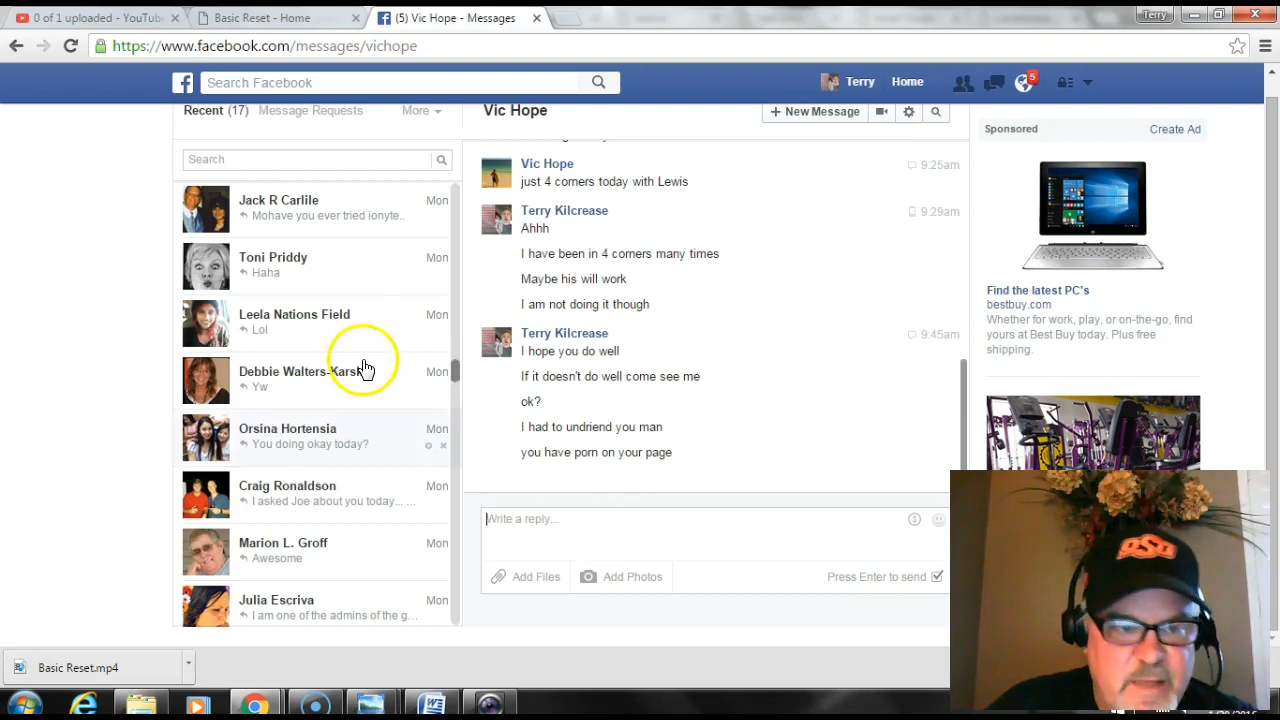 0 of 1 uploaded - YouTub
Basic Reset - Home
(5) Vic Hope - Messages
Terry
https://www.facebook.com/messages/vichope
Search Facebook
Terry
Home
5
Recent (17)
Message Requests
More
Vic Hope
+ New Message
Sponsored
Create Ad
Search
Jack R Carlile
Mon
Mohave you ever tried ionyte..
Toni Priddy
Mon
Haha
Leela Nations Field
Mon
Lol
Debbie Walters-Karsh
Mon
Yw
Orsina Hortensia
Mon
You doing okay today?
Craig Ronaldson
Mon
I asked Joe about you today... ...
Marion L. Groff
Mon
Awesome
Julia Escriva
Mon
I am one of the admins of the g...
Vic Hope
9:25am
just 4 corners today with Lewis
Terry Kilcrease
9:29am
Ahhh
I have been in 4 corners many times
Maybe his will work
I am not doing it though
Terry Kilcrease
9:45am
I hope you do well
If it doesn't do well come see me
ok?
I had to undriend you man
you have porn on your page
Write a reply...
Add Files
Add Photos
Press Enter to send
Find the latest PC's
bestbuy.com
Whether for work, play, or on-the-go, find
yours at Best Buy today. Plus free
shipping.
OSU
Basic Reset.mp4